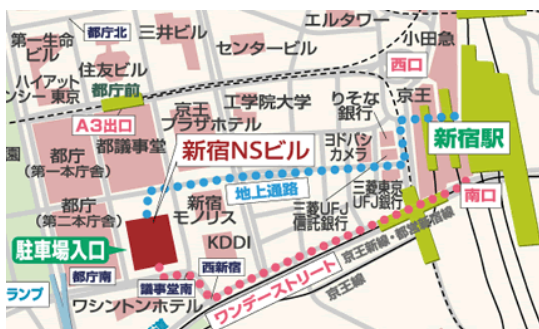 都庁北
三井ビル
エルタワー
小田急
第一生命
ビル
センタービル
住友ビル
西口
ハイアット
ンシー 東京
都庁前
A3出口
京王
プラザホテル
工学院大学
りそな
銀行
京王
新宿駅
園
都庁
(第一本庁舎)
都議事堂
新宿NSビル
ヨドバシ
カメラ
地上通路
三菱東京
UFJ銀行
南口
都庁
(第二本庁舎)
新宿
モノリス
三菱UFJ
信託銀行
駐車場入口
KDDI
京王新線・都営新宿線
都庁南
議事堂南
西新宿
京王線
ランプ
ワシントンホテル
ワンデーストリート
道